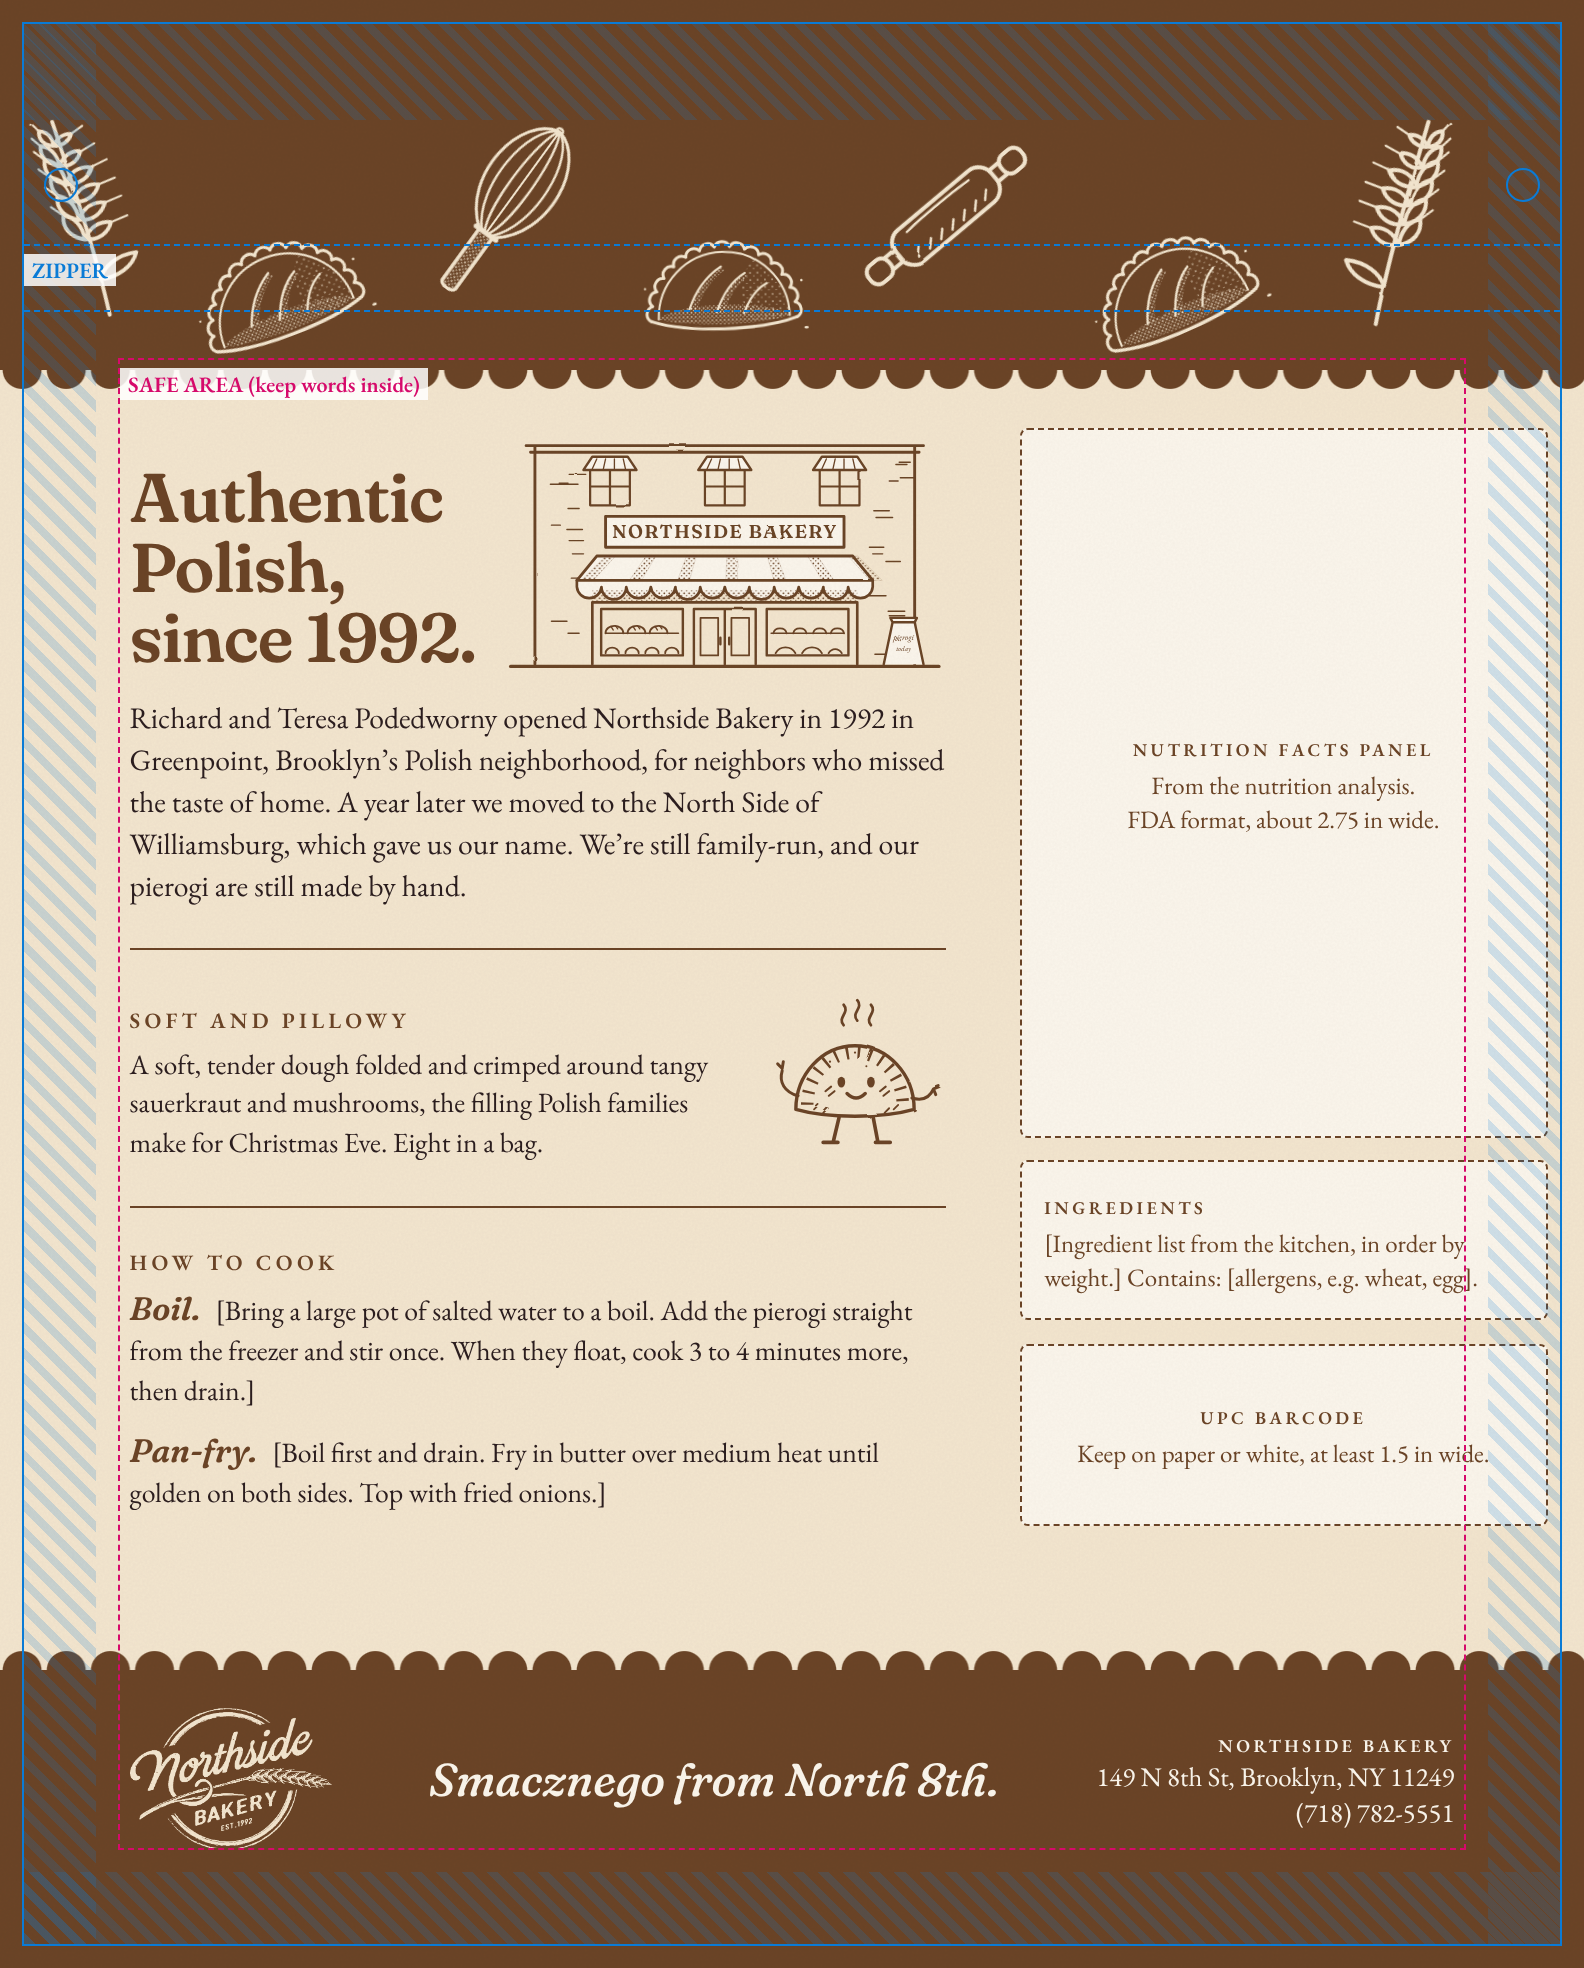 ZIPPER
SAFE AREA (keep words inside)
Authentic
Polish,
since 1992.
NORTHSIDE BAKERY
pierogi
today
Richard and Teresa Podedworny opened Northside Bakery in 1992 in
Greenpoint, Brooklyn’s Polish neighborhood, for neighbors who missed
the taste of home. A year later we moved to the North Side of
Williamsburg, which gave us our name. We’re still family-run, and our
pierogi are still made by hand.
SOFT AND PILLOWY
A soft, tender dough folded and crimped around tangy
sauerkraut and mushrooms, the filling Polish families
make for Christmas Eve. Eight in a bag.
HOW TO COOK
Boil. [Bring a large pot of salted water to a boil. Add the pierogi straight
from the freezer and stir once. When they float, cook 3 to 4 minutes more,
then drain.]
Pan-fry. [Boil first and drain. Fry in butter over medium heat until
golden on both sides. Top with fried onions.]
NUTRITION FACTS PANEL
From the nutrition analysis.
FDA format, about 2.75 in wide.
INGREDIENTS
[Ingredient list from the kitchen, in order by
weight.] Contains: [allergens, e.g. wheat, egg].
UPC BARCODE
Keep on paper or white, at least 1.5 in wide.
Northside
BAKERY
EST.1992
Smacznego from North 8th.
NORTHSIDE BAKERY
149 N 8th St, Brooklyn, NY 11249
(718) 782-5551